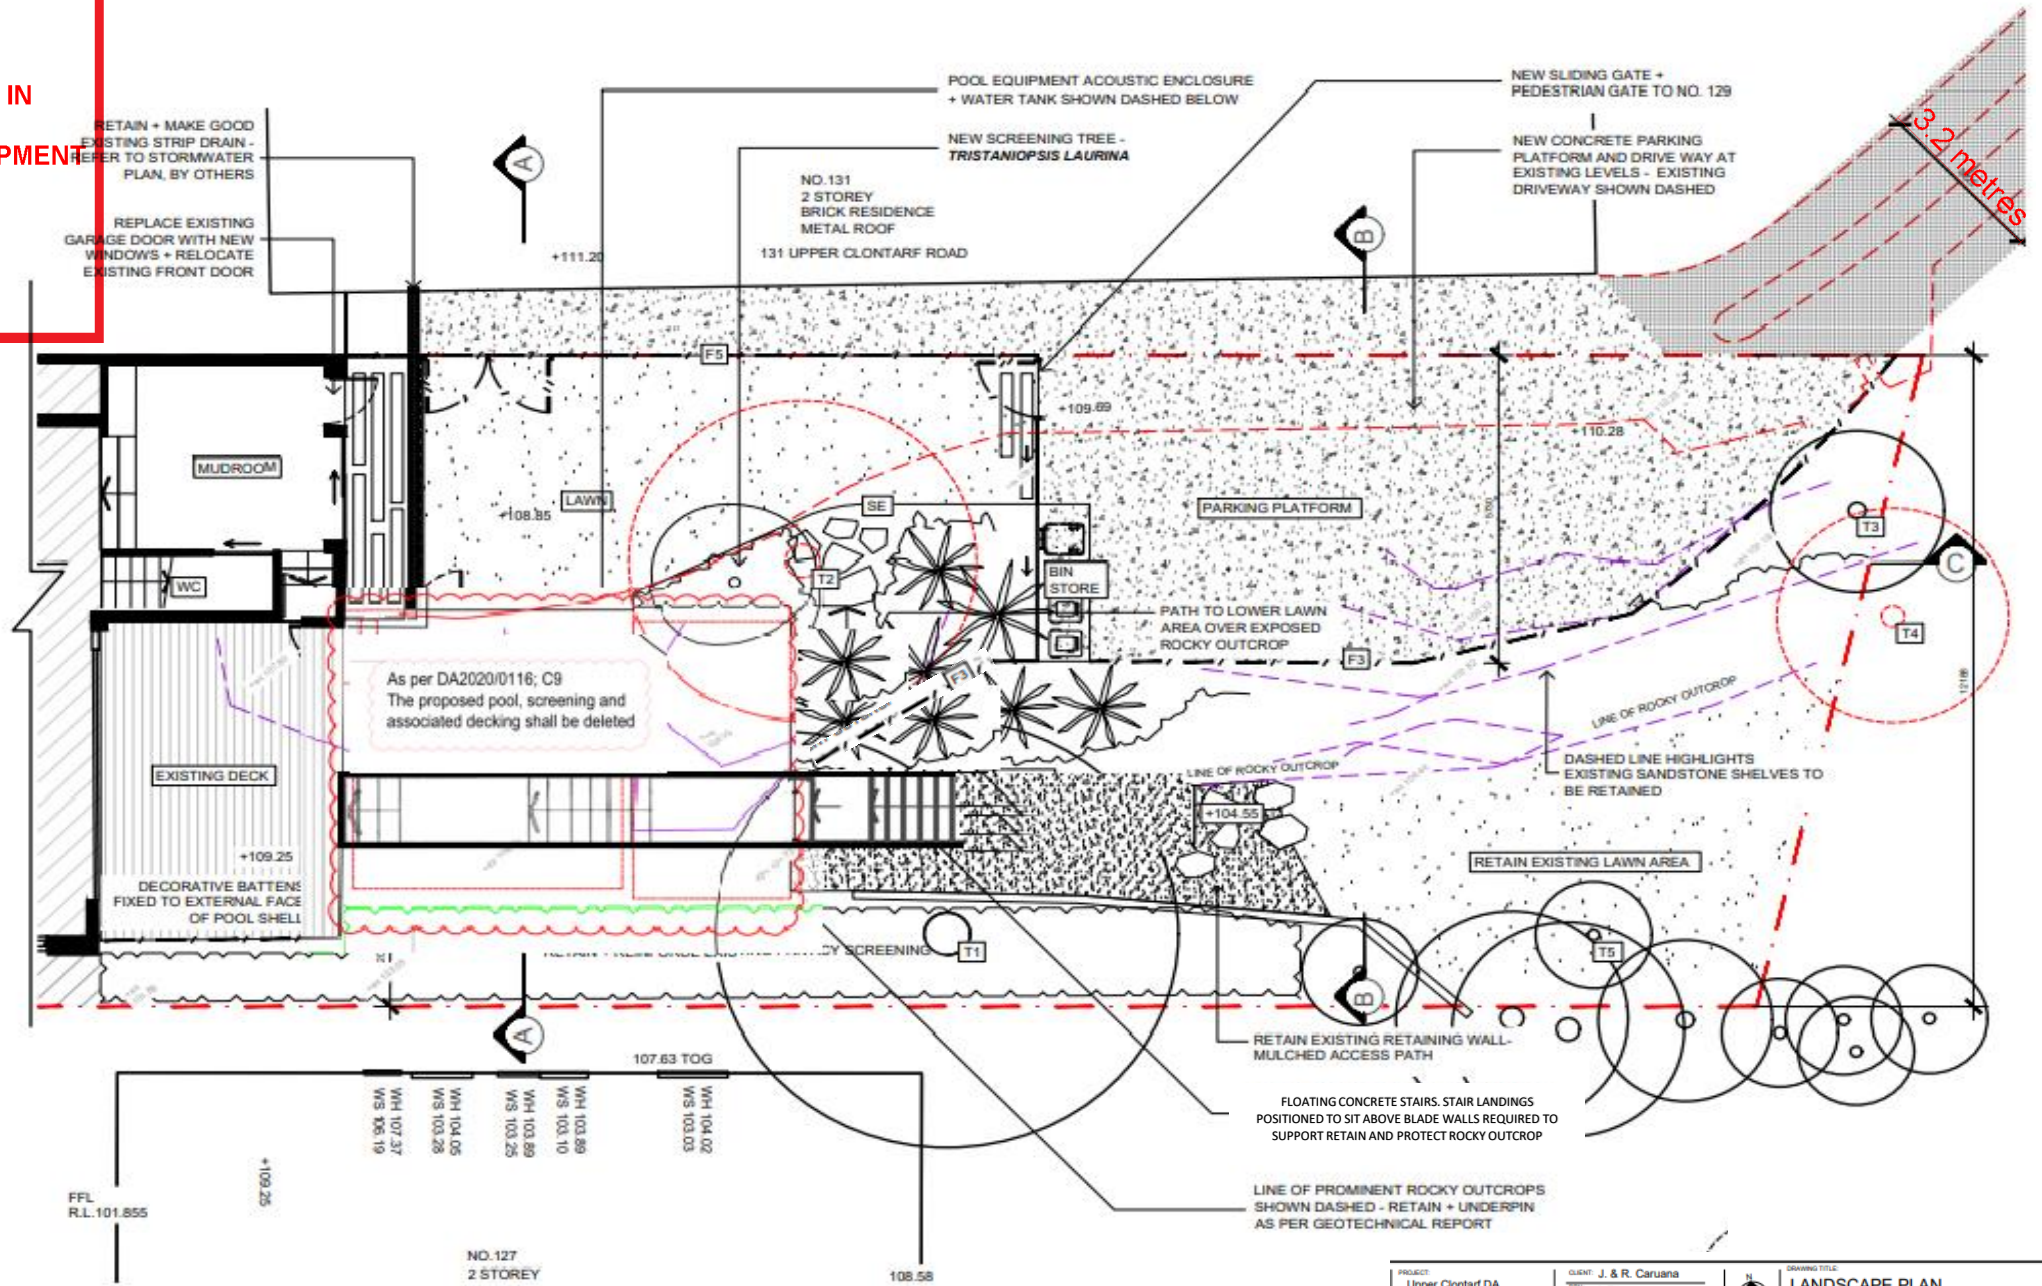 IN
PMENT
RETAIN + MAKE GOOD
EXISTING STRIP DRAIN -
REFER TO STORMWATER
PLAN, BY OTHERS
REPLACE EXISTING
GARAGE DOOR WITH NEW
WINDOWS + RELOCATE
EXISTING FRONT DOOR
POOL EQUIPMENT ACOUSTIC ENCLOSURE
+ WATER TANK SHOWN DASHED BELOW
NEW SCREENING TREE -
TRISTANIOPSIS LAURINA
NO.131
2 STOREY
BRICK RESIDENCE
METAL ROOF
131 UPPER CLONTARF ROAD
NEW SLIDING GATE +
PEDESTRIAN GATE TO NO. 129
NEW CONCRETE PARKING
PLATFORM AND DRIVE WAY AT
EXISTING LEVELS - EXISTING
DRIVEWAY SHOWN DASHED
3.2 metres
A
B
+111.20
F5
+109.69
+110.28
MUDROOM
LAWN
+108.85
SE
PARKING PLATFORM
T3
C
T2
BIN
STORE
WC
PATH TO LOWER LAWN
AREA OVER EXPOSED
ROCKY OUTCROP
T4
F3
F3
As per DA2020/0116; C9
The proposed pool, screening and
associated decking shall be deleted
12188
LINE OF ROCKY OUTCROP
EXISTING DECK
LINE OF ROCKY OUTCROP
DASHED LINE HIGHLIGHTS
EXISTING SANDSTONE SHELVES TO
BE RETAINED
+104.55
+109.25
RETAIN EXISTING LAWN AREA
DECORATIVE BATTENS
FIXED TO EXTERNAL FACE
OF POOL SHELL
CY SCREENING
T1
T5
A
B
RETAIN EXISTING RETAINING WALL-
MULCHED ACCESS PATH
107.63 TOG
WH 107.37
WS 106.19
WH 104.05
WS 103.28
WH 103.89
WS 103.25
WH 103.89
WS 103.10
WH 104.02
WS 103.03
FLOATING CONCRETE STAIRS. STAIR LANDINGS
POSITIONED TO SIT ABOVE BLADE WALLS REQUIRED TO
SUPPORT RETAIN AND PROTECT ROCKY OUTCROP
+109.25
FFL
R.L.101.855
LINE OF PROMINENT ROCKY OUTCROPS
SHOWN DASHED - RETAIN + UNDERPIN
AS PER GEOTECHNICAL REPORT
NO.127
2 STOREY
108.58
PROJECT:
Upper Clontarf DA
CLIENT: J. & R. Caruana
N
DRAWING TITLE:
LANDSCAPE PLAN